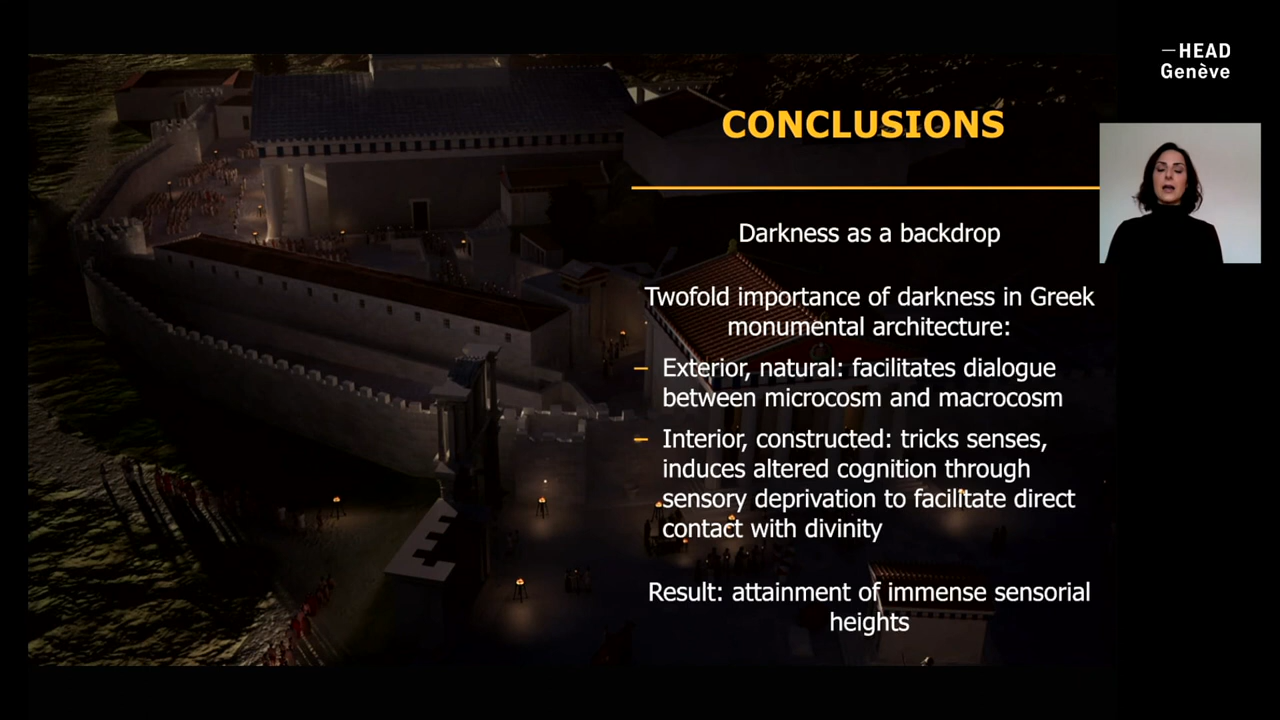 —HEAD
Genève
CONCLUSIONS
Darkness as a backdrop
Twofold importance of darkness in Greek
monumental architecture:
– Exterior, natural: facilitates dialogue
between microcosm and macrocosm
– Interior, constructed: tricks senses,
induces altered cognition through
sensory deprivation to facilitate direct
contact with divinity
Result: attainment of immense sensorial
heights